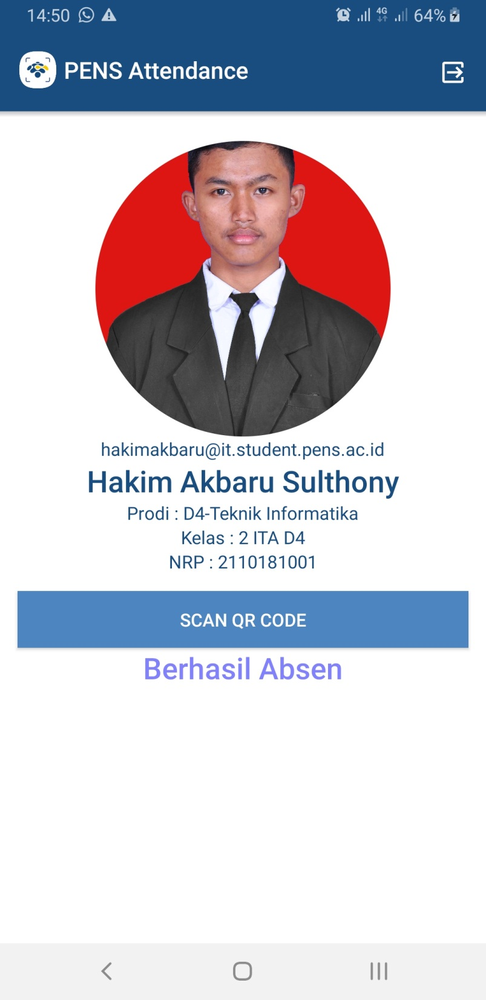 14:50 4G 64%
PENS Attendance
hakimakbaru@it.student.pens.ac.id
Hakim Akbaru Sulthony
Prodi : D4-Teknik Informatika
Kelas : 2 ITA D4
NRP : 2110181001
SCAN QR CODE
Berhasil Absen